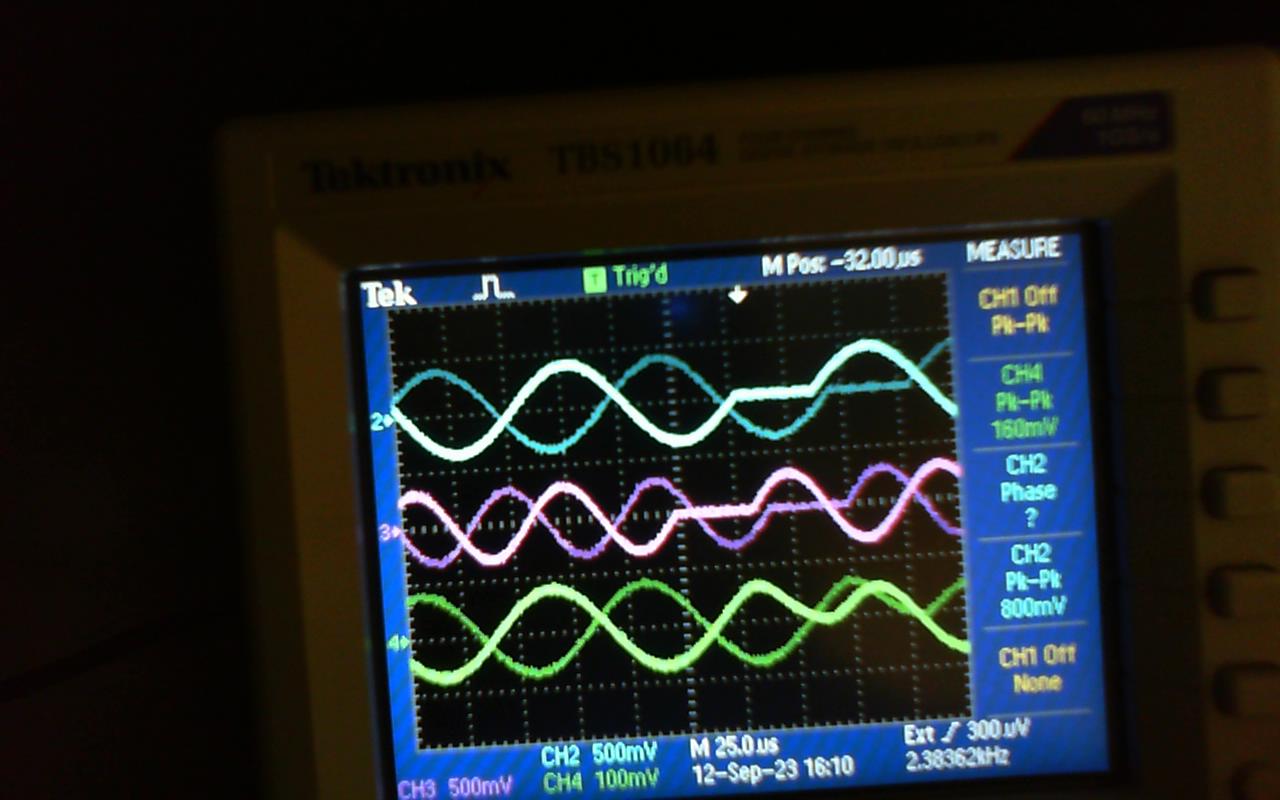 Tektronix TBS1064
Tek Trig'd M Pos: -32.00us MEASURE
CH1 Off
Pk-Pk
CH4
Pk-Pk
160mV
CH2
Phase
?
CH2
Pk-Pk
800mV
CH1 Off
None
2
3
4
CH2 500mV M 25.0us Ext 300uV
CH3 500mV CH4 100mV 12-Sep-23 16:10 2.38362kHz